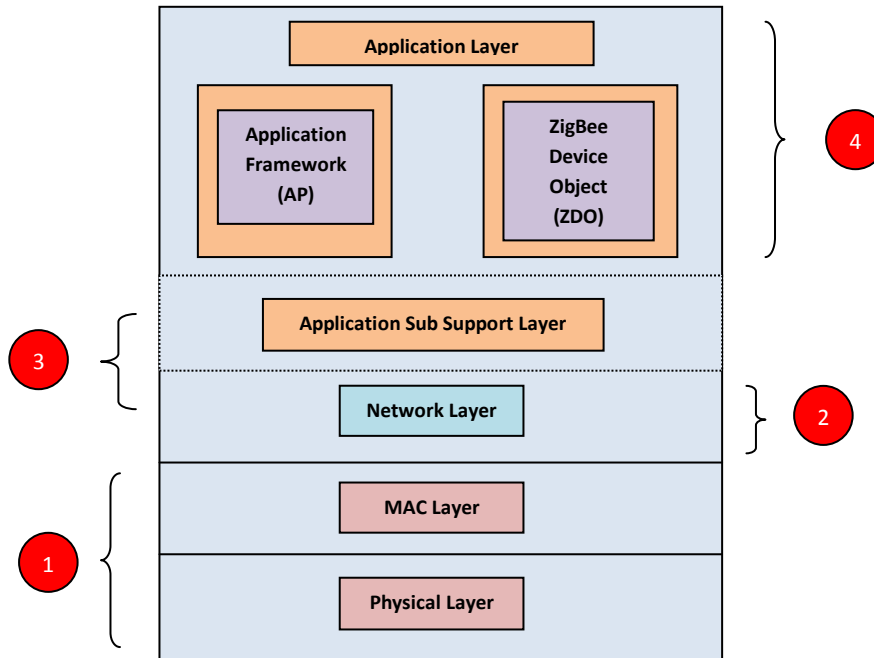 Application Layer
Application
Framework
(AP)
ZigBee
Device
Object
(ZDO)
4
Application Sub Support Layer
3
Network Layer
2
MAC Layer
1
Physical Layer